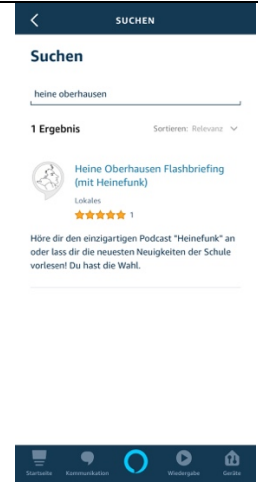 SUCHEN
Suchen
heine oberhausen
1 Ergebnis
Sortieren: Relevanz
Heine Oberhausen Flashbriefing
(mit Heinefunk)
Lokales
1
Höre dir den einzigartigen Podcast "Heinefunk" an
oder lass dir die neuesten Neuigkeiten der Schule
vorlesen! Du hast die Wahl.
Startseite Kommunikation Wiedergabe Geräte